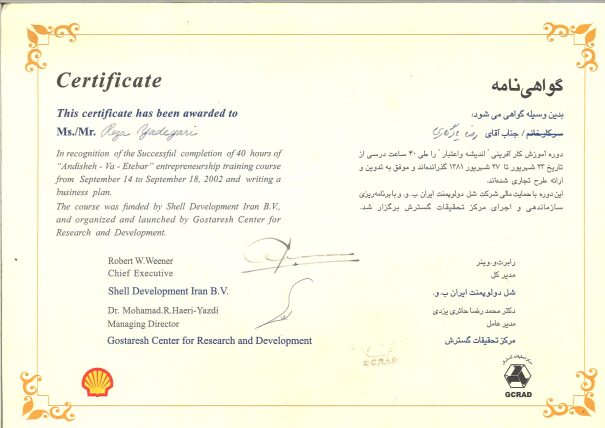 Certificate
This certificate has been awarded to
Ms./Mr. Reza Yadegari
In recognition of the Successful completion of 40 hours of
"Andisheh - Va - Etebar" entrepreneurship training course
from September 14 to September 18, 2002 and writing a
business plan.
The course was funded by Shell Development Iran B.V.,
and organized and launched by Gostaresh Center for
Research and Development.
Robert W.Weener
Chief Executive
Shell Development Iran B.V.
Dr. Mohamad.R.Haeri-Yazdi
Managing Director
Gostaresh Center for Research and Development
گواهی‌نامه
بدین وسیله گواهی می شود:
سرکارخانم / جناب آقای رضا یادگاری
دوره آموزش کار آفرینی "اندیشه واعتبار" را طی ۴۰ ساعت درسی از
تاریخ ۲۳ شهریور تا ۲۷ شهریور ۱۳۸۱ گذرانده‌اند و موفق به تدوین و
ارائه طرح تجاری شده‌اند.
این دوره با حمایت مالی شرکت شل دولوپمنت ایران ب .و. و با برنامه‌ریزی
سازماندهی و اجرای مرکز تحقیقات گسترش برگزار شد.
رابرت‌و.وینر
مدیر کل
شل دولوپمنت ایران ب.و.
دکتر محمد رضا حائری یزدی
مدیر عامل
مرکز تحقیقات گسترش
GCRAD